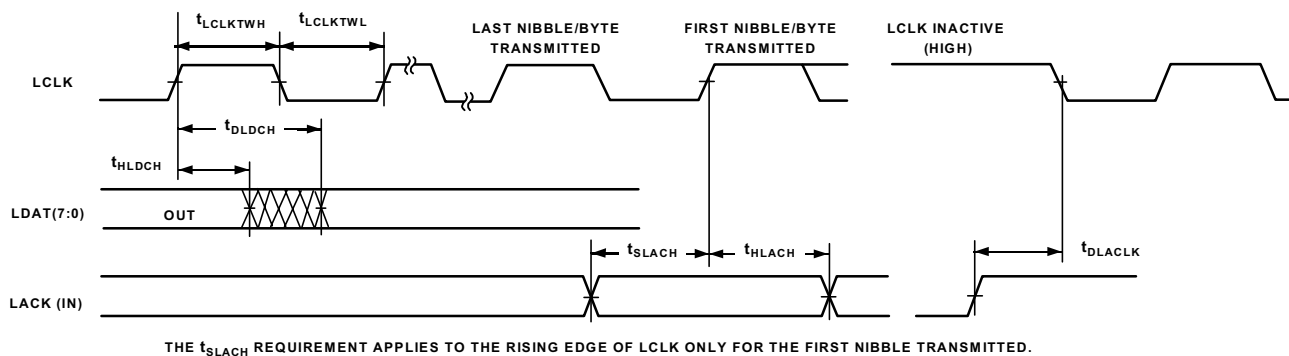 tLCLKTWH
tLCLKTWL
LAST NIBBLE/BYTE
TRANSMITTED
FIRST NIBBLE/BYTE
TRANSMITTED
LCLK INACTIVE
(HIGH)
LCLK
tDLDCH
tHLDCH
LDAT(7:0)
OUT
tSLACH
tHLACH
tDLACLK
LACK (IN)
THE tSLACH REQUIREMENT APPLIES TO THE RISING EDGE OF LCLK ONLY FOR THE FIRST NIBBLE TRANSMITTED.